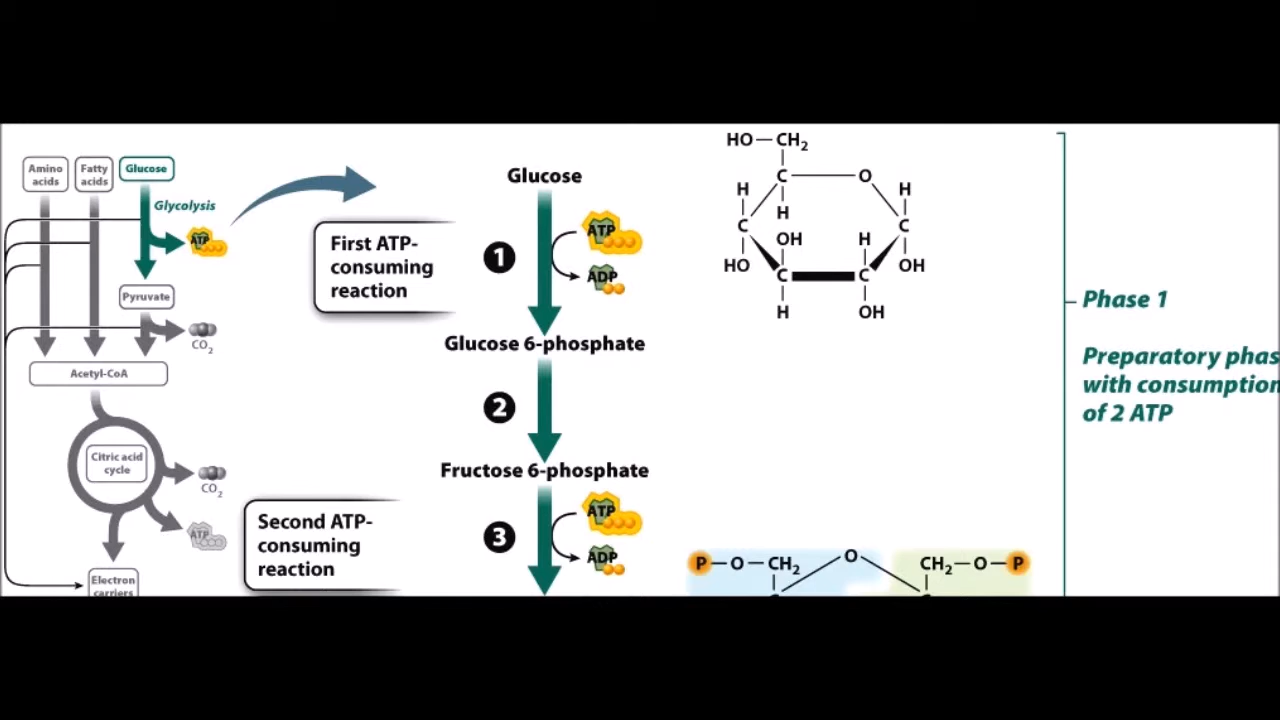 Amino
acids
Fatty
acids
Glucose
Glycolysis
ATP
Pyruvate
CO2
Acetyl-CoA
Citric acid
cycle
CO2
ATP
Electron
carriers
First ATP-
consuming
reaction
Second ATP-
consuming
reaction
Glucose
1
ATP
ADP
Glucose 6-phosphate
2
Fructose 6-phosphate
3
ATP
ADP
HO CH2
C O
H H
H
C C
OH H
HO C C OH
H OH
P O CH2 O CH2 O P
Phase 1
Preparatory phas
with consumption
of 2 ATP